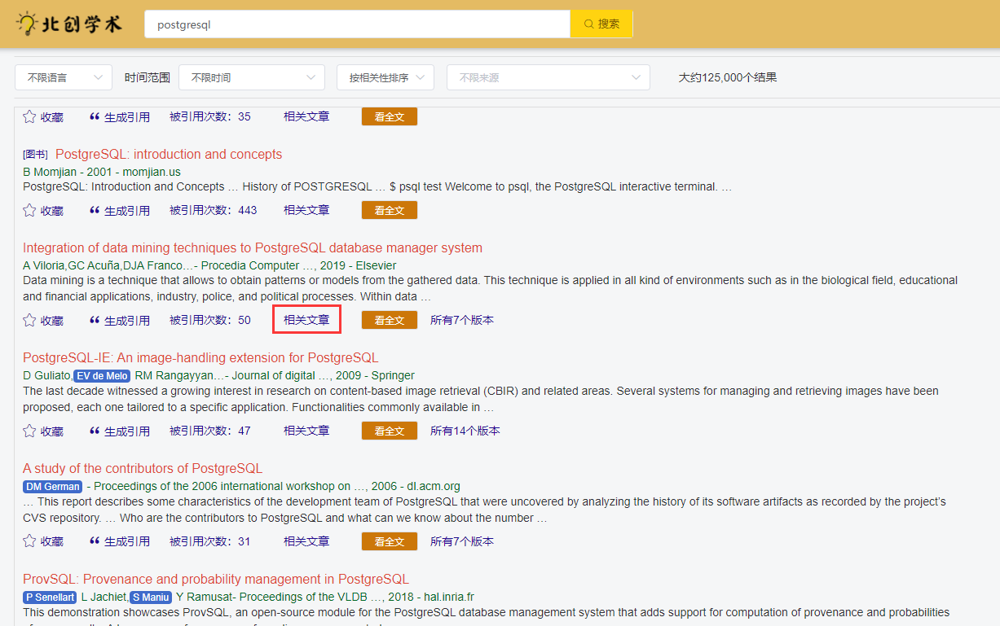 北创学术
postgresql
搜索
不限语言 时间范围 不限时间 按相关性排序 不限来源 大约125,000个结果
收藏 生成引用 被引用次数：35 相关文章 看全文
[图书] PostgreSQL: introduction and concepts
B Momjian - 2001 - momjian.us
PostgreSQL: Introduction and Concepts … History of POSTGRESQL … $ psql test Welcome to psql, the PostgreSQL interactive terminal. …
收藏 “ 生成引用 被引用次数：443 相关文章 看全文
Integration of data mining techniques to PostgreSQL database manager system
A Viloria,GC Acuña,DJA Franco…- Procedia Computer …, 2019 - Elsevier
Data mining is a technique that allows to obtain patterns or models from the gathered data. This technique is applied in all kind of environments such as in the biological field, educational
and financial applications, industry, police, and political processes. Within data …
收藏 “ 生成引用 被引用次数：50 相关文章 看全文 所有7个版本
PostgreSQL-IE: An image-handling extension for PostgreSQL
D Guliato,EV de Melo RM Rangayyan…- Journal of digital …, 2009 - Springer
The last decade witnessed a growing interest in research on content-based image retrieval (CBIR) and related areas. Several systems for managing and retrieving images have been
proposed, each one tailored to a specific application. Functionalities commonly available in …
收藏 “ 生成引用 被引用次数：47 相关文章 看全文 所有14个版本
A study of the contributors of PostgreSQL
DM German - Proceedings of the 2006 international workshop on …, 2006 - dl.acm.org
… This report describes some characteristics of the development team of PostgreSQL that were uncovered by analyzing the history of its software artifacts as recorded by the project's
CVS repository. … Who are the contributors to PostgreSQL and what can we know about the number …
收藏 “ 生成引用 被引用次数：31 相关文章 看全文 所有7个版本
ProvSQL: Provenance and probability management in PostgreSQL
P Senellart L Jachiet,S Maniu Y Ramusat- Proceedings of the VLDB …, 2018 - hal.inria.fr
This demonstration showcases ProvSQL, an open-source module for the PostgreSQL database management system that adds support for computation of provenance and probabilities